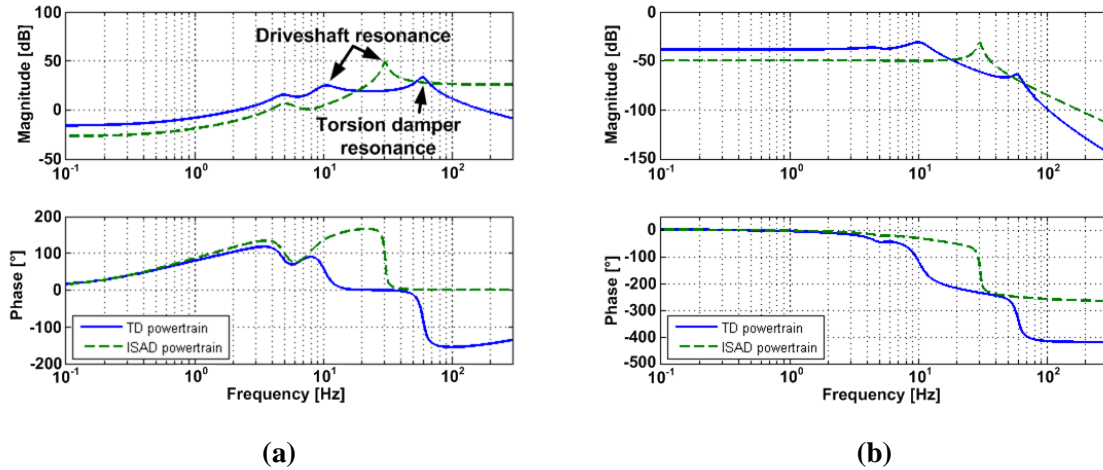 100
50
0
-50
Magnitude [dB]
Driveshaft resonance
Torsion damper
resonance
10^-1 10^0 10^1 10^2
200
100
0
-100
200
Phase [°]
TD powertrain
ISAD powertrain
10^-1 10^0 10^1 10^2
Frequency [Hz]
(a)
0
-50
-100
-150
Magnitude [dB]
10^-1 10^0 10^1 10^2
0
-100
-200
-300
-400
-500
Phase [°]
TD powertrain
ISAD powertrain
10^-1 10^0 10^1 10^2
Frequency [Hz]
(b)